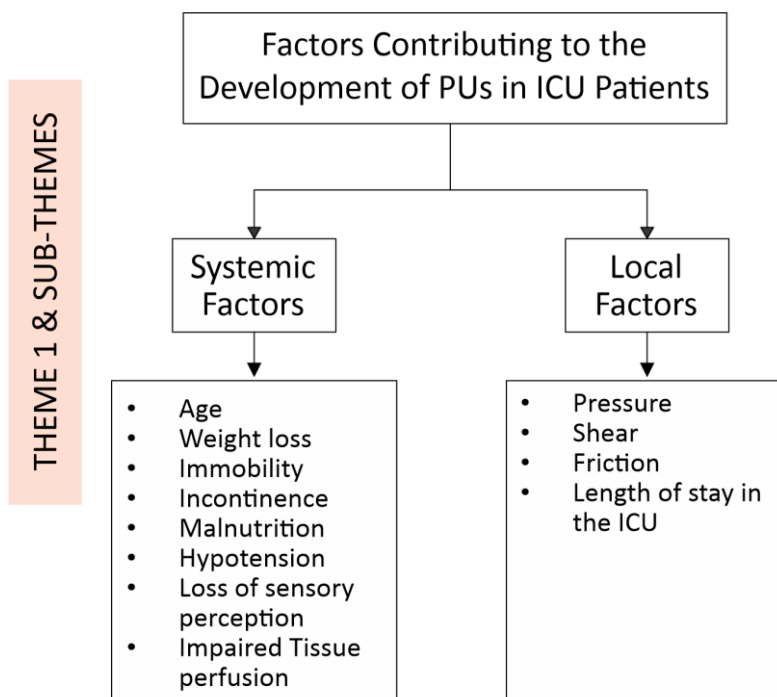 Factors Contributing to the
Development of PUs in ICU Patients
THEME 1 & SUB-THEMES
Systemic
Factors
Local
Factors
• Age
• Weight loss
• Immobility
• Incontinence
• Malnutrition
• Hypotension
• Loss of sensory
perception
• Impaired Tissue
perfusion
• Pressure
• Shear
• Friction
• Length of stay in
the ICU